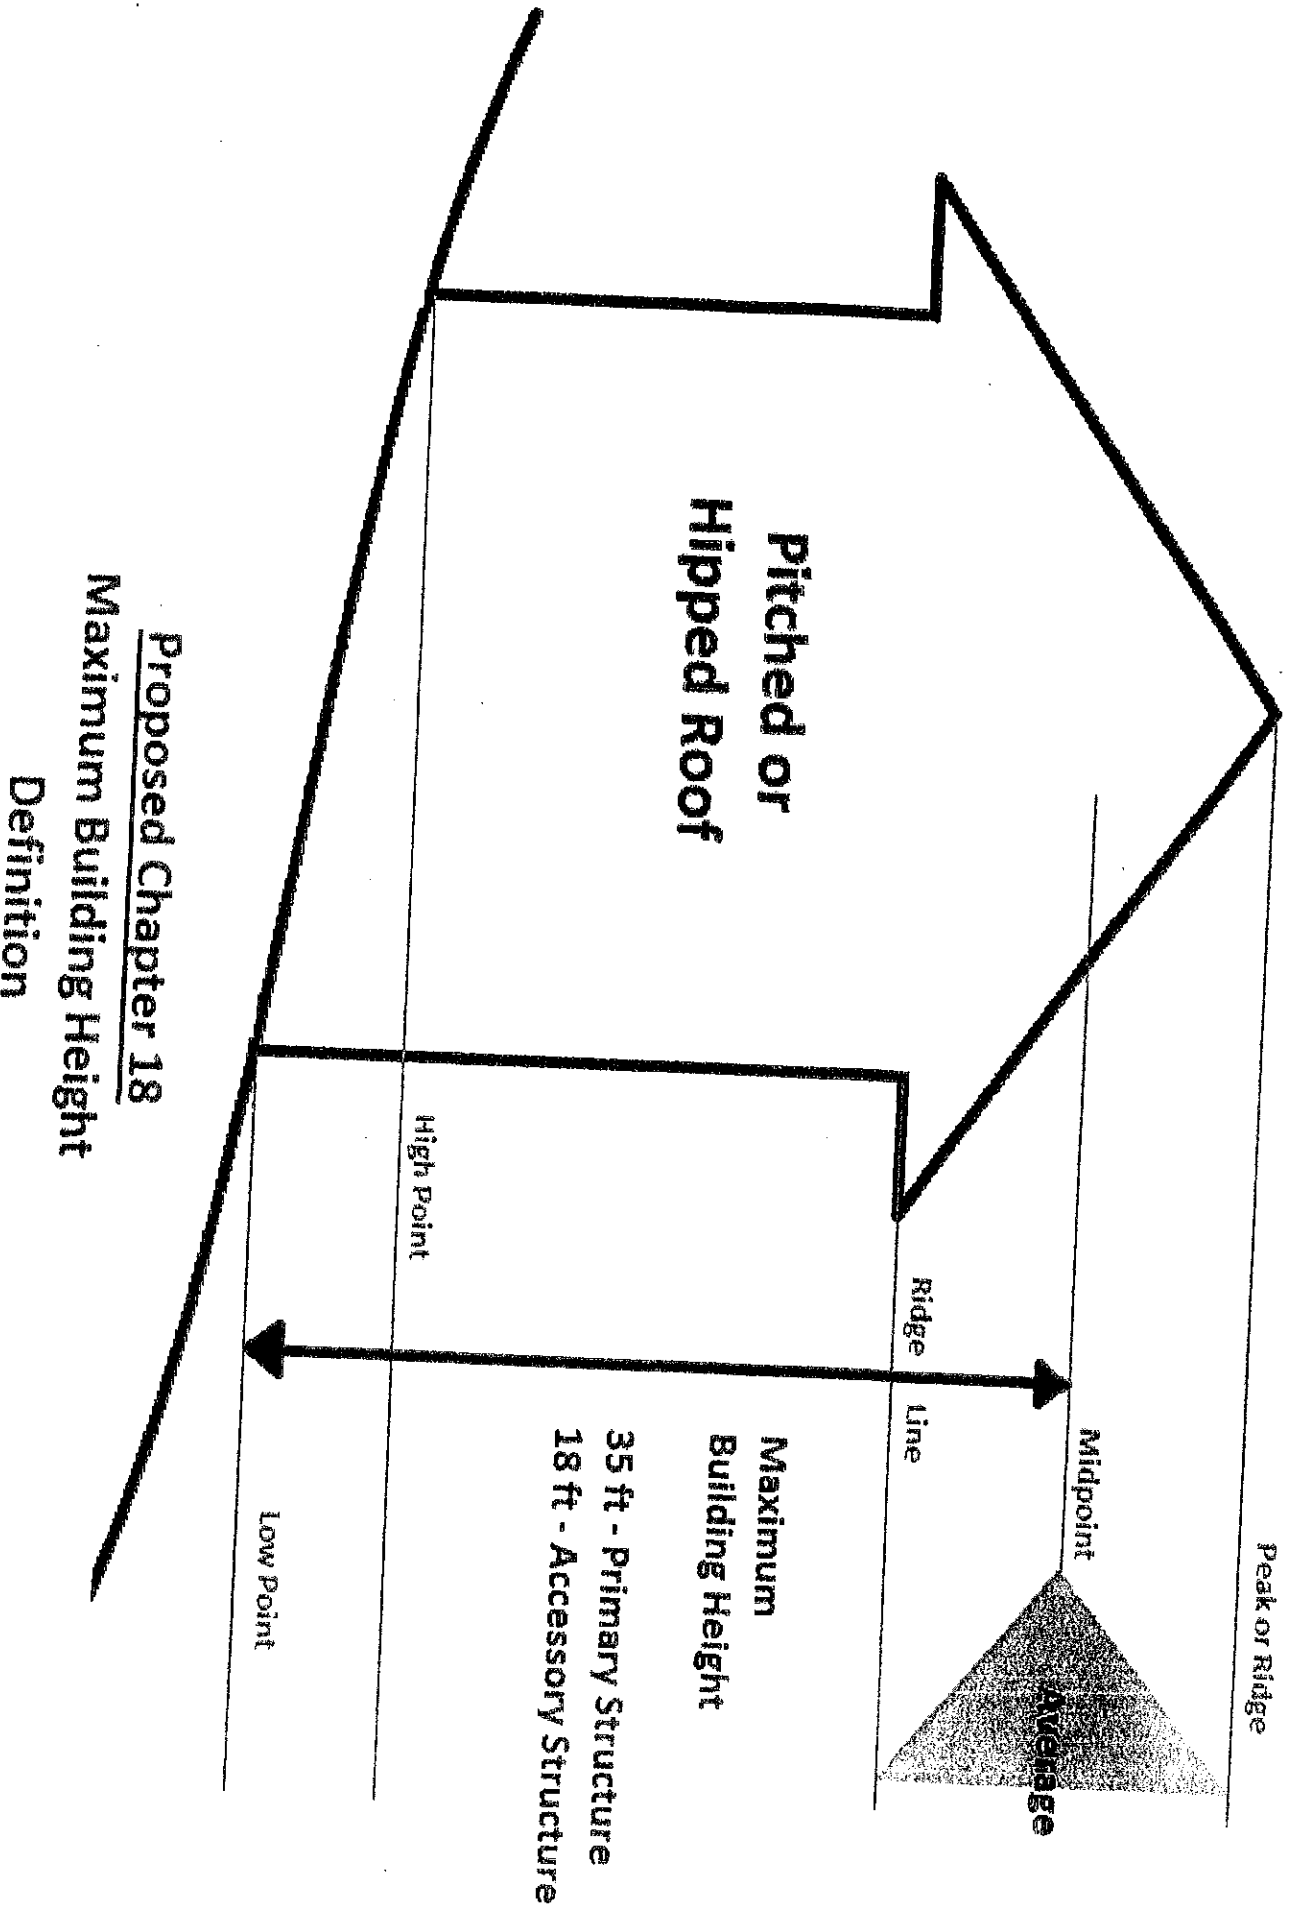 Peak or Ridge
Midpoint
Average
Ridge Line
Pitched or
Hipped Roof
Maximum
Building Height
35 ft - Primary Structure
18 ft - Accessory Structure
High Point
Low Point
Proposed Chapter 18
Maximum Building Height
Definition